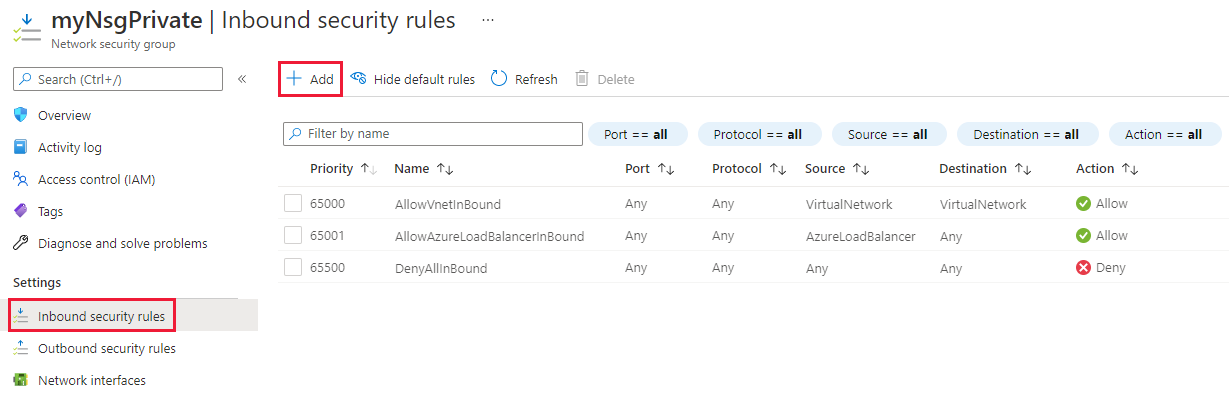 myNsgPrivate | Inbound security rules ...
Network security group
Search (Ctrl+/) «
Overview
Activity log
Access control (IAM)
Tags
Diagnose and solve problems
Settings
Inbound security rules
Outbound security rules
Network interfaces
Add Hide default rules Refresh Delete
Filter by name Port == all Protocol == all Source == all Destination == all Action == all
Priority ↑↓ Name ↑↓ Port ↑↓ Protocol ↑↓ Source ↑↓ Destination ↑↓ Action ↑↓
65000 AllowVnetInBound Any Any VirtualNetwork VirtualNetwork Allow
65001 AllowAzureLoadBalancerInBound Any Any AzureLoadBalancer Any Allow
65500 DenyAllInBound Any Any Any Any Deny